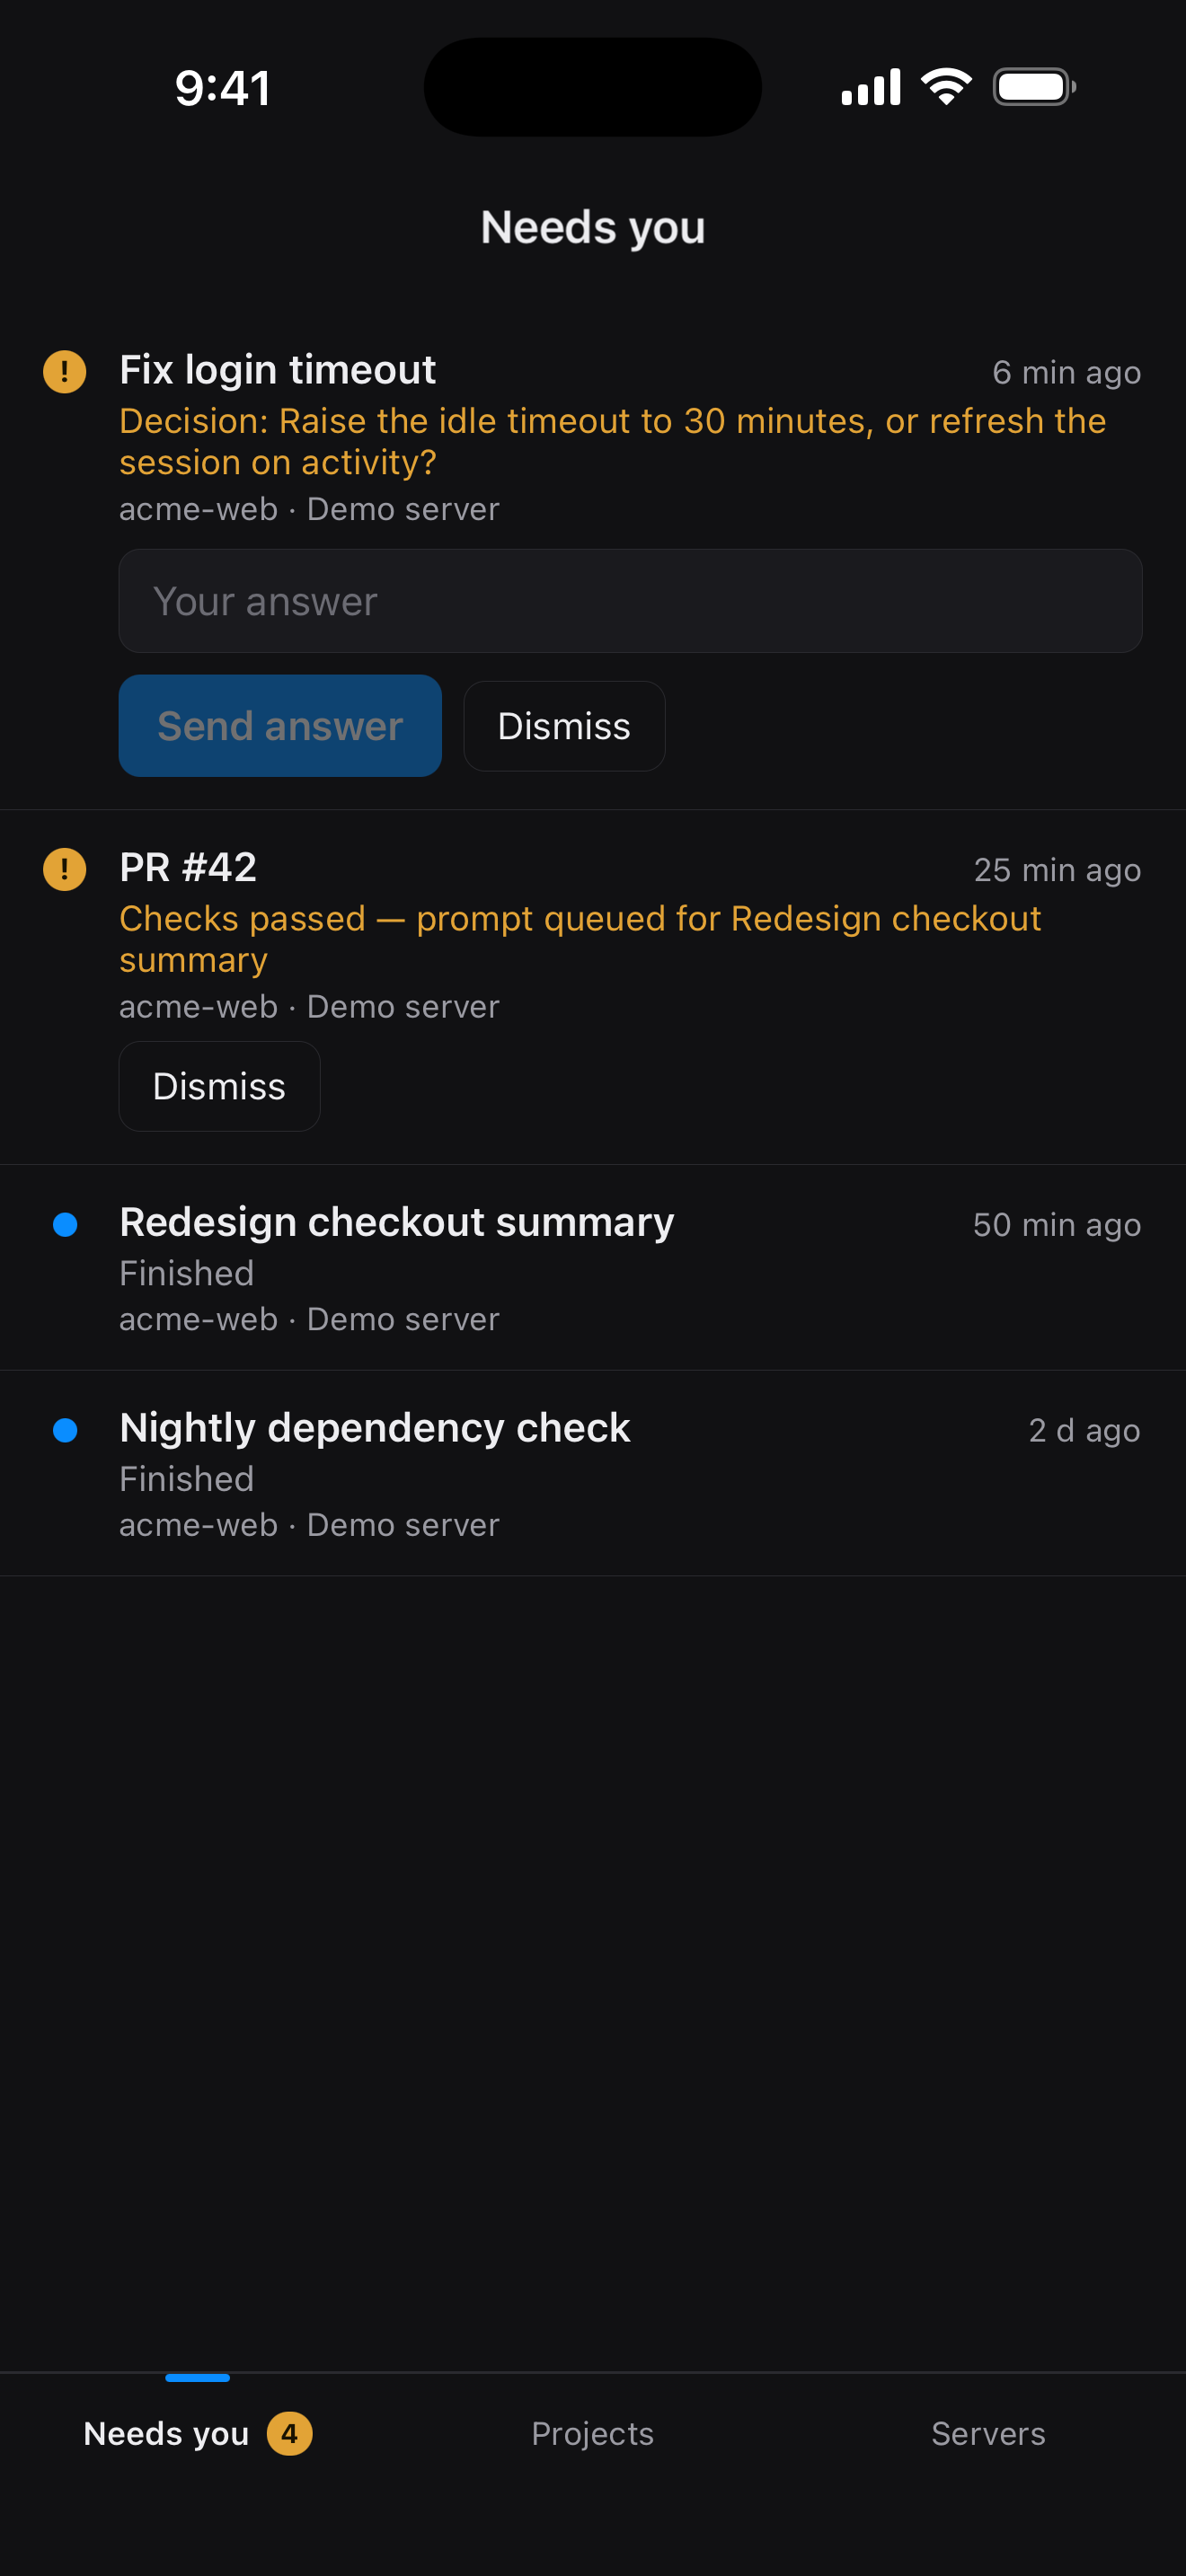 9:41
Needs you
! Fix login timeout 6 min ago
Decision: Raise the idle timeout to 30 minutes, or refresh the
session on activity?
acme-web · Demo server
Your answer
Send answer Dismiss
! PR #42 25 min ago
Checks passed — prompt queued for Redesign checkout
summary
acme-web · Demo server
Dismiss
Redesign checkout summary 50 min ago
Finished
acme-web · Demo server
Nightly dependency check 2 d ago
Finished
acme-web · Demo server
Needs you 4 Projects Servers